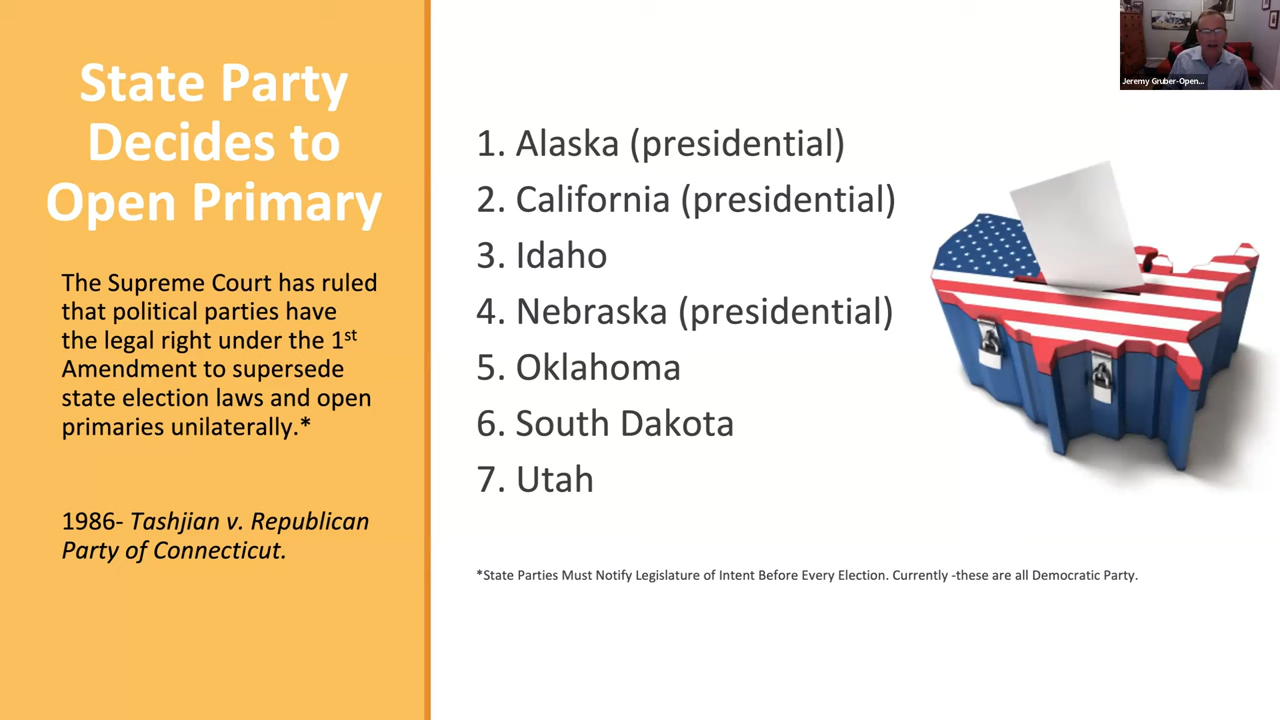 State Party
Decides to
Open Primary
The Supreme Court has ruled
that political parties have
the legal right under the 1st
Amendment to supersede
state election laws and open
primaries unilaterally.*
1986- Tashjian v. Republican
Party of Connecticut.
1. Alaska (presidential)
2. California (presidential)
3. Idaho
4. Nebraska (presidential)
5. Oklahoma
6. South Dakota
7. Utah
*State Parties Must Notify Legislature of Intent Before Every Election. Currently -these are all Democratic Party.
Jeremy Gruber-Open...